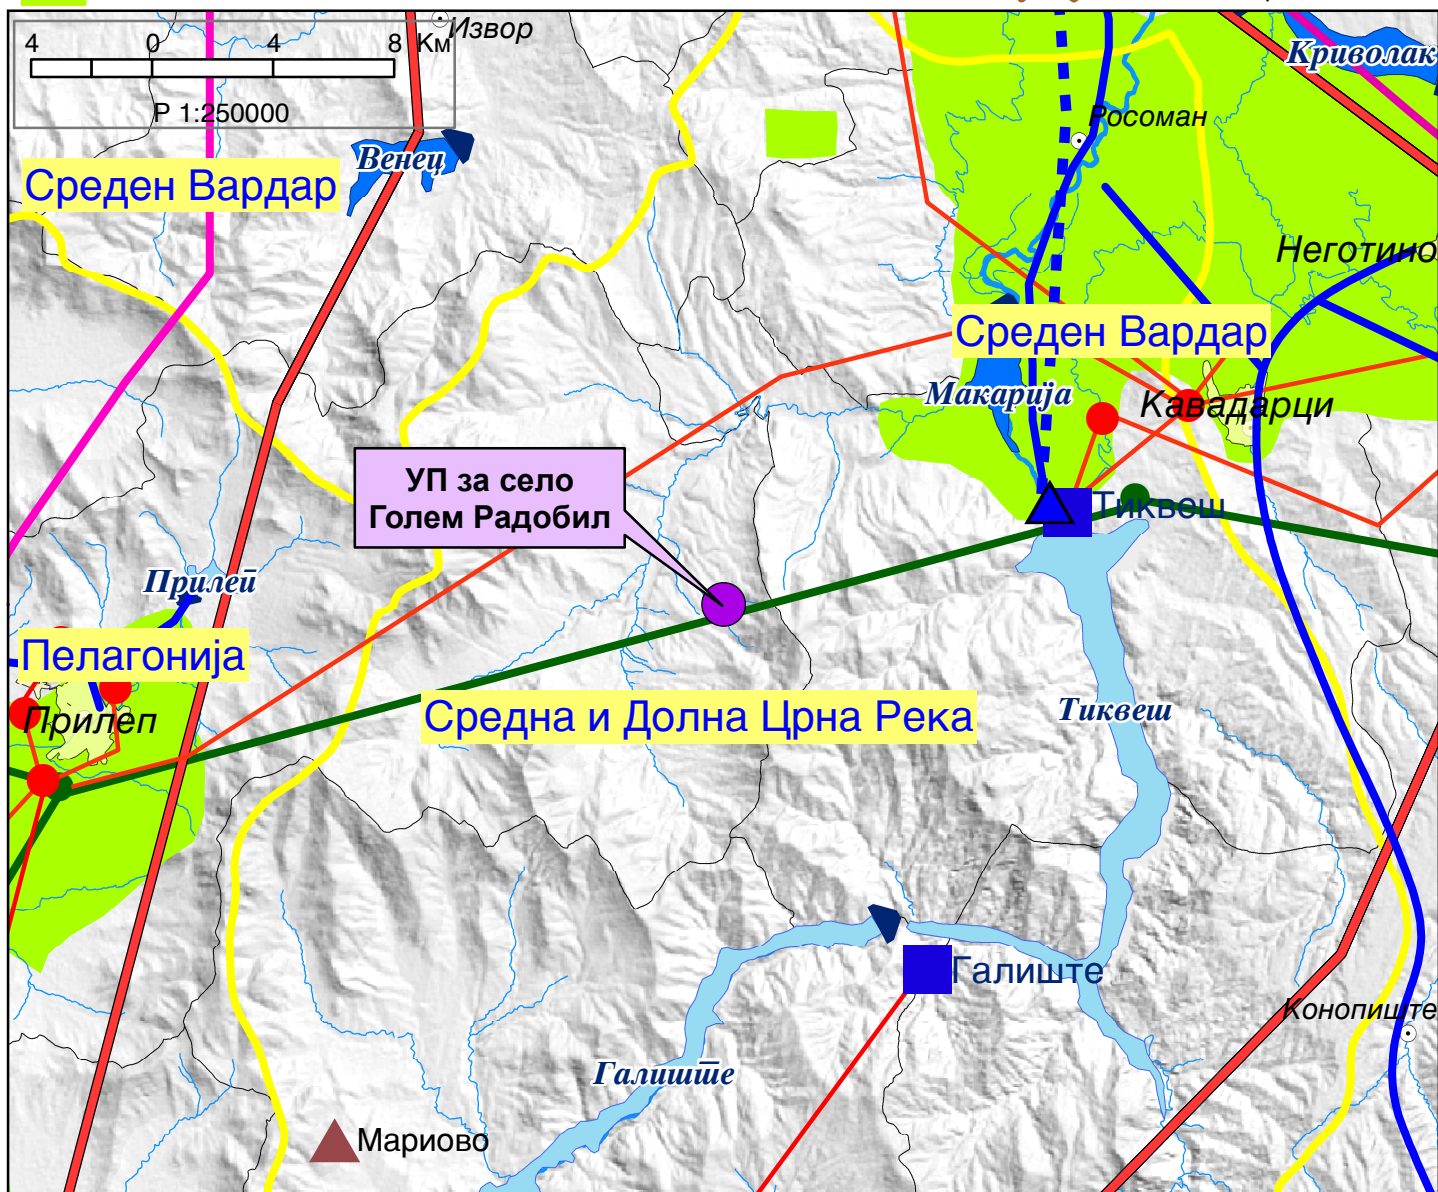 4 0 4 8 Км
Р 1:250000
Извор
Криволак
Росоман
Венец
Среден Вардар
Неготино
Среден Вардар
Макарија
Кавадарци
УП за село
Голем Радобил
Тиквеш
Прилеп
Пелагонија
Прилеп
Средна и Долна Црна Река
Тиквеш
Галиште
Конопиште
Галиште
Мариово